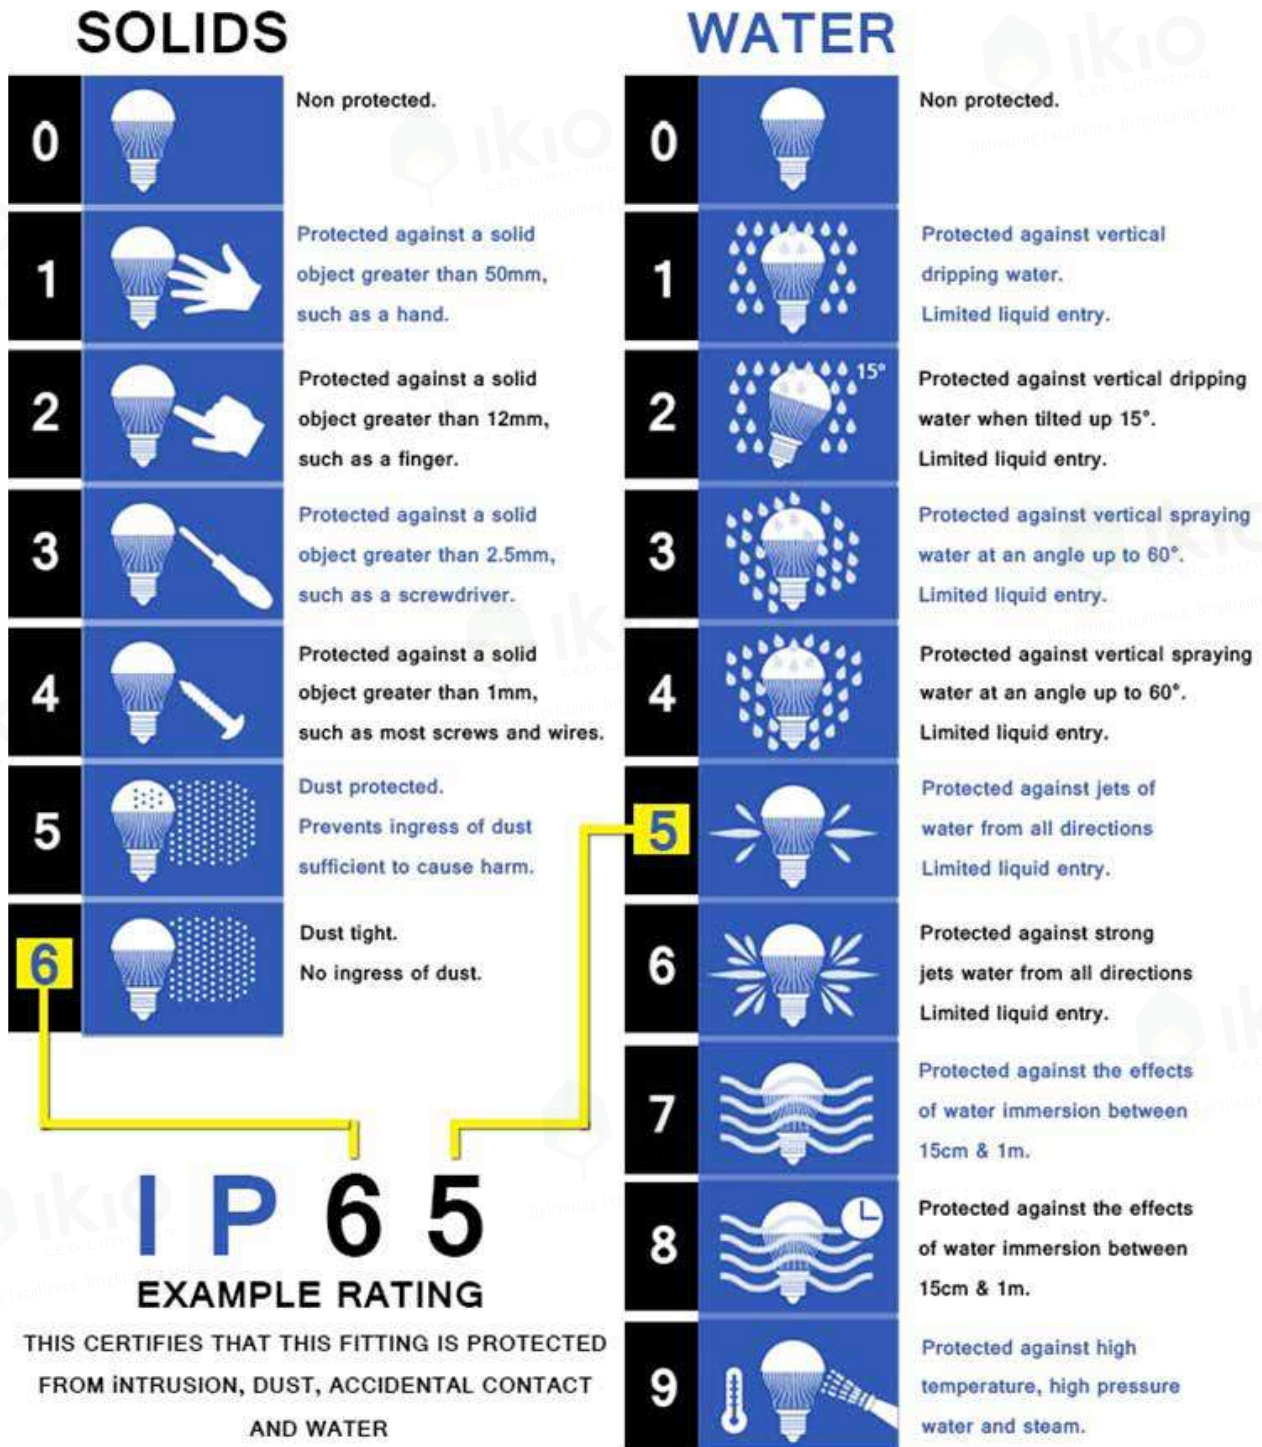 SOLIDS
0
Non protected.
1
Protected against a solid
object greater than 50mm,
such as a hand.
2
Protected against a solid
object greater than 12mm,
such as a finger.
3
Protected against a solid
object greater than 2.5mm,
such as a screwdriver.
4
Protected against a solid
object greater than 1mm,
such as most screws and wires.
5
Dust protected.
Prevents ingress of dust
sufficient to cause harm.
6
Dust tight.
No ingress of dust.
IP65
EXAMPLE RATING
THIS CERTIFIES THAT THIS FITTING IS PROTECTED
FROM İNTRUSION, DUST, ACCIDENTAL CONTACT
AND WATER
WATER
0
Non protected.
1
Protected against vertical
dripping water.
Limited liquid entry.
2
15°
Protected against vertical dripping
water when tilted up 15°.
Limited liquid entry.
3
Protected against vertical spraying
water at an angle up to 60°.
Limited liquid entry.
4
Protected against vertical spraying
water at an angle up to 60°.
Limited liquid entry.
5
Protected against jets of
water from all directions
Limited liquid entry.
6
Protected against strong
jets water from all directions
Limited liquid entry.
7
Protected against the effects
of water immersion between
15cm & 1m.
8
Protected against the effects
of water immersion between
15cm & 1m.
9
Protected against high
temperature, high pressure
water and steam.
IKIO
LED LIGHTING
Delivering Excellence. Brightening Lives